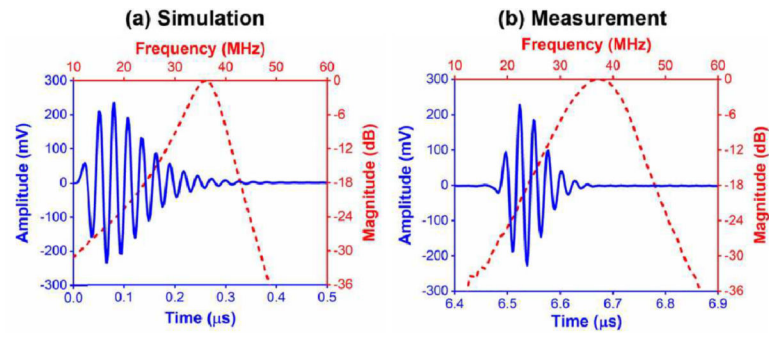 (a) Simulation
Frequency (MHz)
10 20 30 40 50 60
Amplitude (mV)
300
200
100
0
-100
-200
-300
0
-6
-12
-18
-24
-30
-36
Magnitude (dB)
0.0 0.1 0.2 0.3 0.4 0.5
Time (μs)
(b) Measurement
Frequency (MHz)
10 20 30 40 50 60
Amplitude (mV)
300
200
100
0
-100
-200
-300
0
-6
-12
-18
-24
-30
-36
Magnitude (dB)
6.4 6.5 6.6 6.7 6.8 6.9
Time (μs)